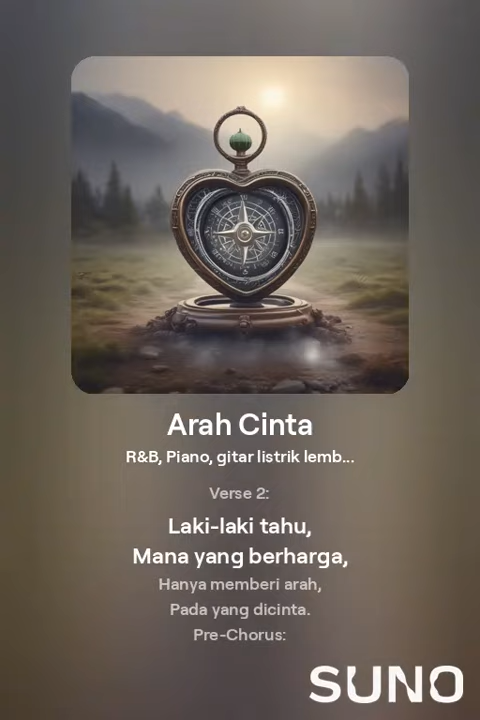 Arah Cinta
R&B, Piano, gitar listrik lemb...
Verse 2:
Laki-laki tahu,
Mana yang berharga,
Hanya memberi arah,
Pada yang dicinta.
Pre-Chorus:
SUNO